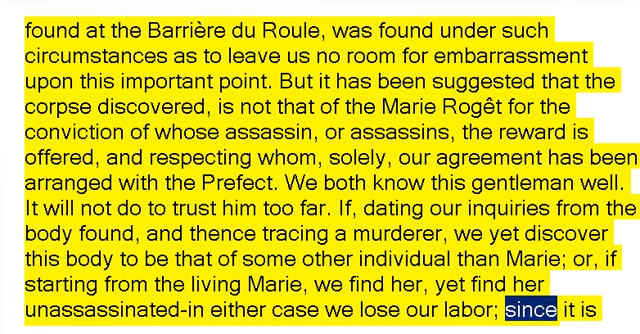 found at the Barrière du Roule, was found under such
circumstances as to leave us no room for embarrassment
upon this important point. But it has been suggested that the
corpse discovered, is not that of the Marie Rogêt for the
conviction of whose assassin, or assassins, the reward is
offered, and respecting whom, solely, our agreement has been
arranged with the Prefect. We both know this gentleman well.
It will not do to trust him too far. If, dating our inquiries from the
body found, and thence tracing a murderer, we yet discover
this body to be that of some other individual than Marie; or, if
starting from the living Marie, we find her, yet find her
unassassinated-in either case we lose our labor; since it is